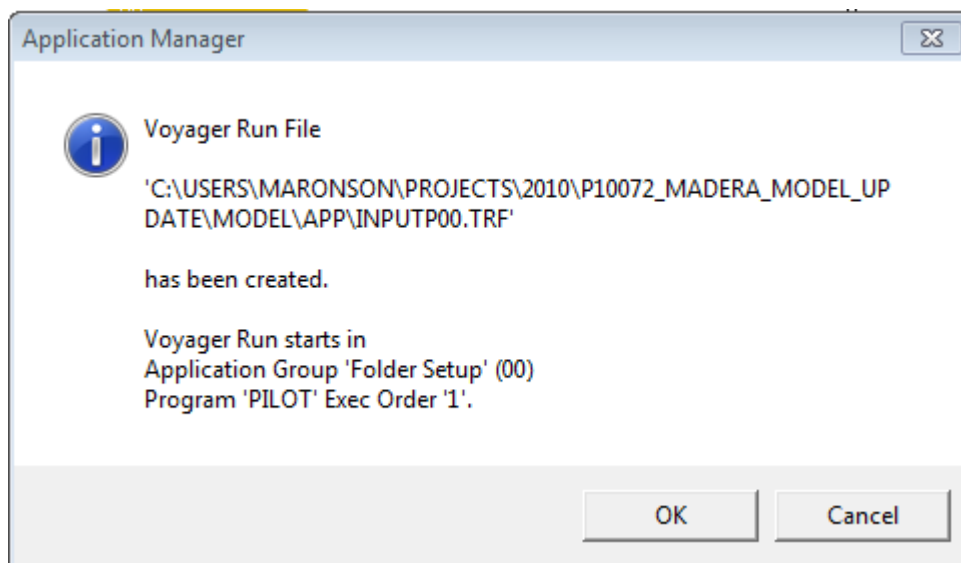 Application Manager
Voyager Run File
'C:\USERS\MARONSON\PROJECTS\2010\P10072_MADERA_MODEL_UP
DATE\MODEL\APP\INPUTP00.TRF'
has been created.
Voyager Run starts in
Application Group 'Folder Setup' (00)
Program 'PILOT' Exec Order '1'.
OK
Cancel